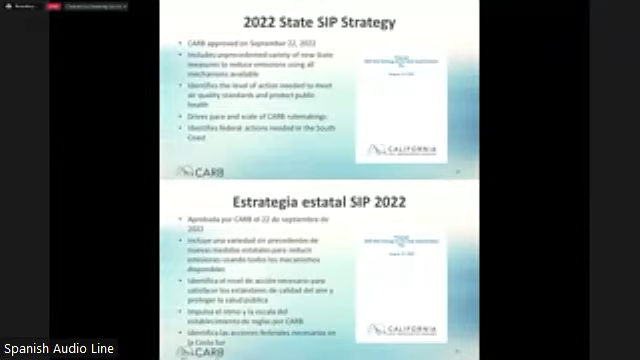 2022 State SIP Strategy
• CARB approved on September 22, 2022
• Includes unprecedented variety of new State
measures to reduce emissions using all
mechanisms available
• Identifies the level of action needed to meet
air quality standards and protect public
health
• Drives pace and scale of CARB rulemakings
• Identifies federal actions needed in the South
Coast
CALIFORNIA
CARB
Estrategia estatal SIP 2022
• Aprobada por CARB el 22 de septiembre de
2022
• Incluye una variedad sin precedentes de
nuevas medidas estatales para reducir
emisiones usando todos los mecanismos
disponibles
• Identifica el nivel de acción necesario para
satisfacer los estándares de calidad del aire y
proteger la salud pública
• Impulsa el ritmo y la escala del
establecimiento de reglas por CARB
• Identifica las acciones federales necesarias en
la Costa Sur
CALIFORNIA
CARB
Spanish Audio Line